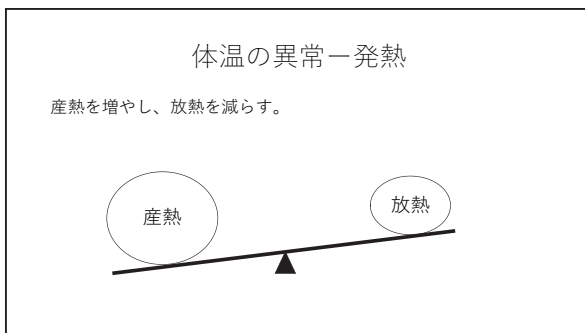 体温の異常ー発熱
産熱を増やし、放熱を減らす。
産熱
放熱